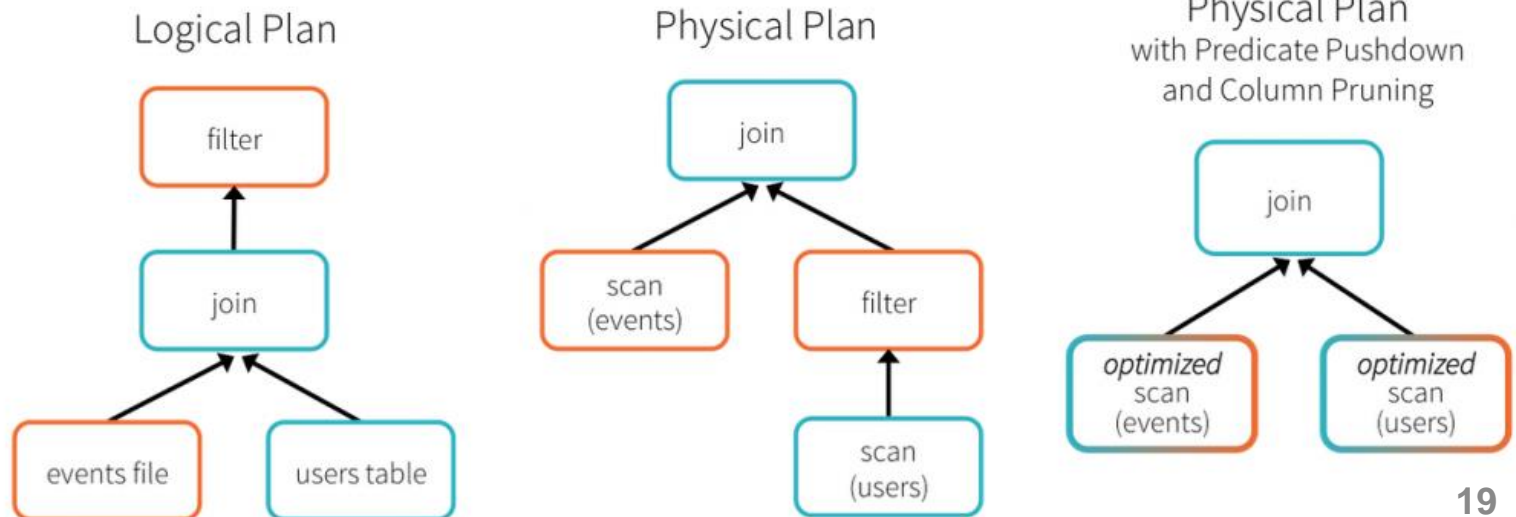 Logical Plan
filter
join
events file
users table
Physical Plan
join
scan
(events)
filter
scan
(users)
Physical Plan
with Predicate Pushdown
and Column Pruning
join
optimized
scan
(events)
optimized
scan
(users)
19